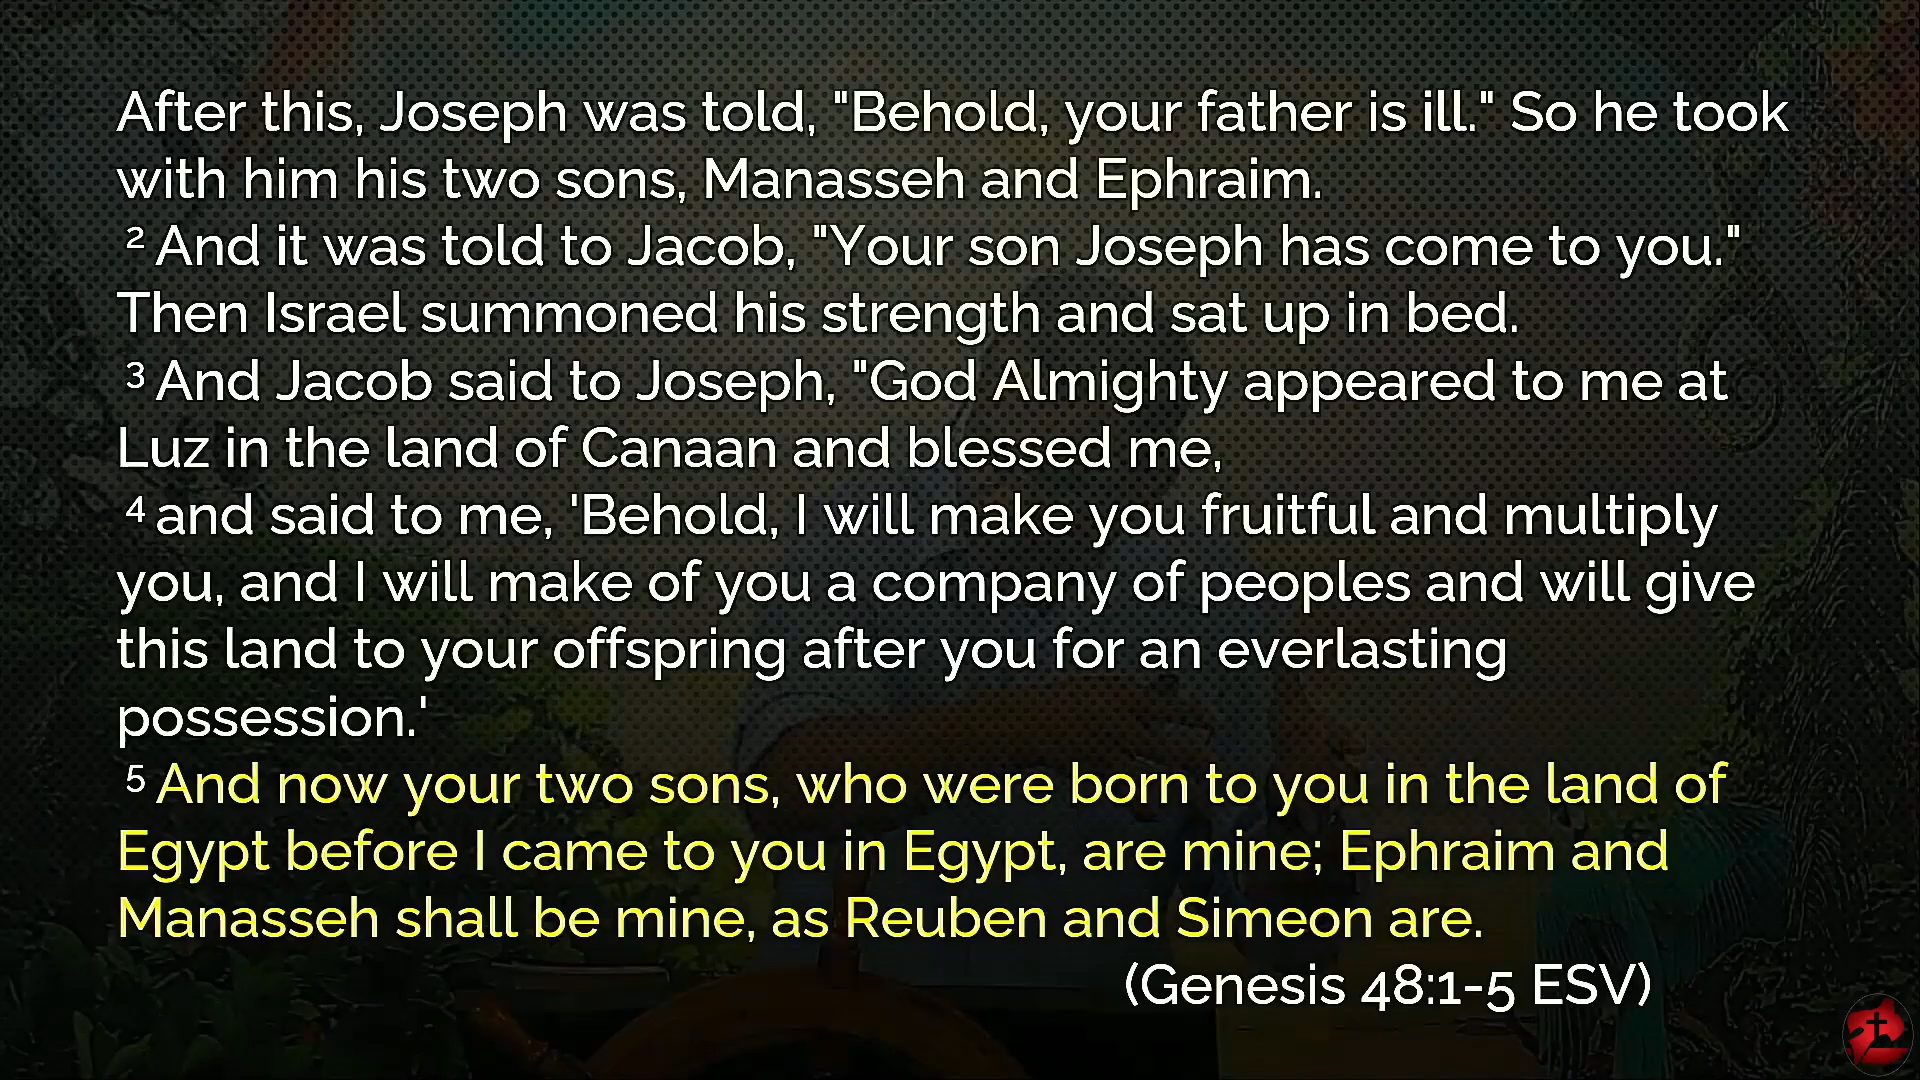 After this, Joseph was told, "Behold, your father is ill." So he took
with him his two sons, Manasseh and Ephraim.
2 And it was told to Jacob, "Your son Joseph has come to you."
Then Israel summoned his strength and sat up in bed.
3 And Jacob said to Joseph, "God Almighty appeared to me at
Luz in the land of Canaan and blessed me,
4 and said to me, 'Behold, I will make you fruitful and multiply
you, and I will make of you a company of peoples and will give
this land to your offspring after you for an everlasting
possession.'
5 And now your two sons, who were born to you in the land of
Egypt before I came to you in Egypt, are mine; Ephraim and
Manasseh shall be mine, as Reuben and Simeon are.
(Genesis 48:1-5 ESV)